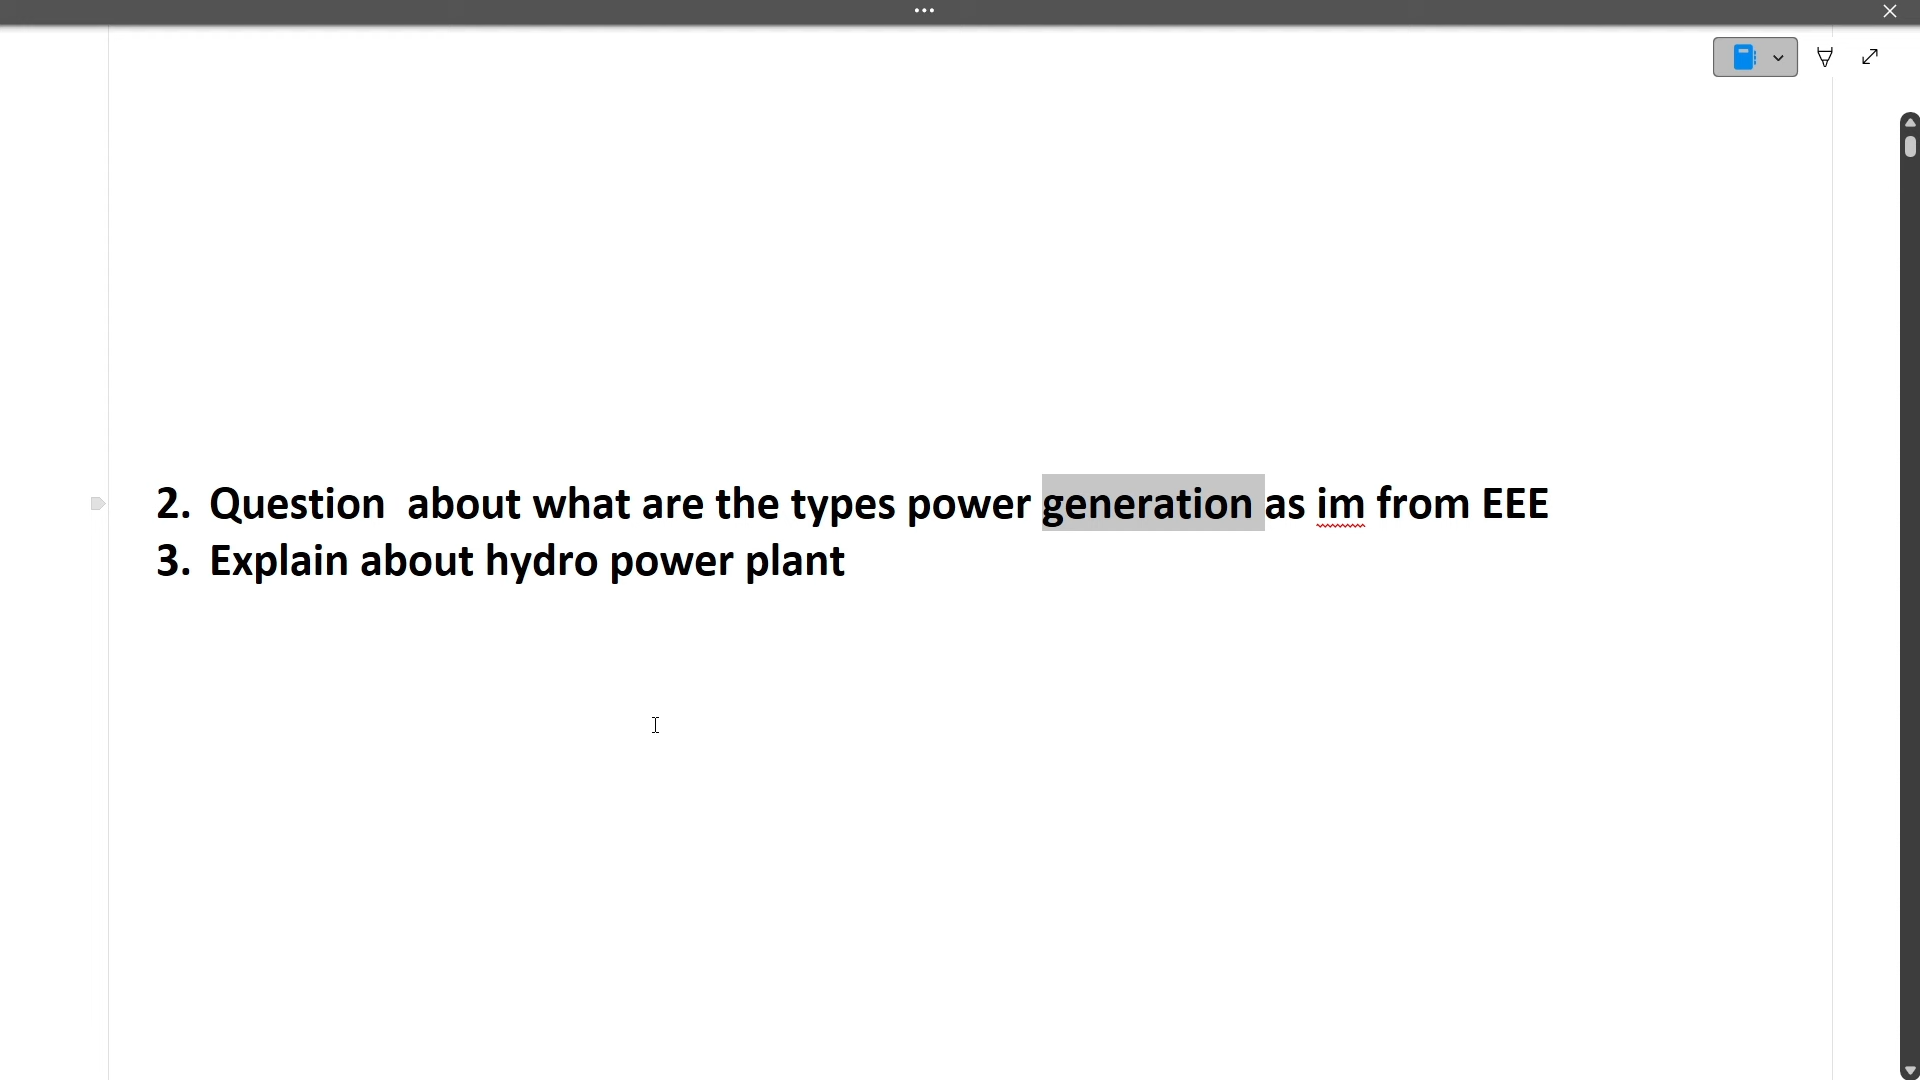 2. Question  about what are the types power generation as im from EEE
3. Explain about hydro power plant